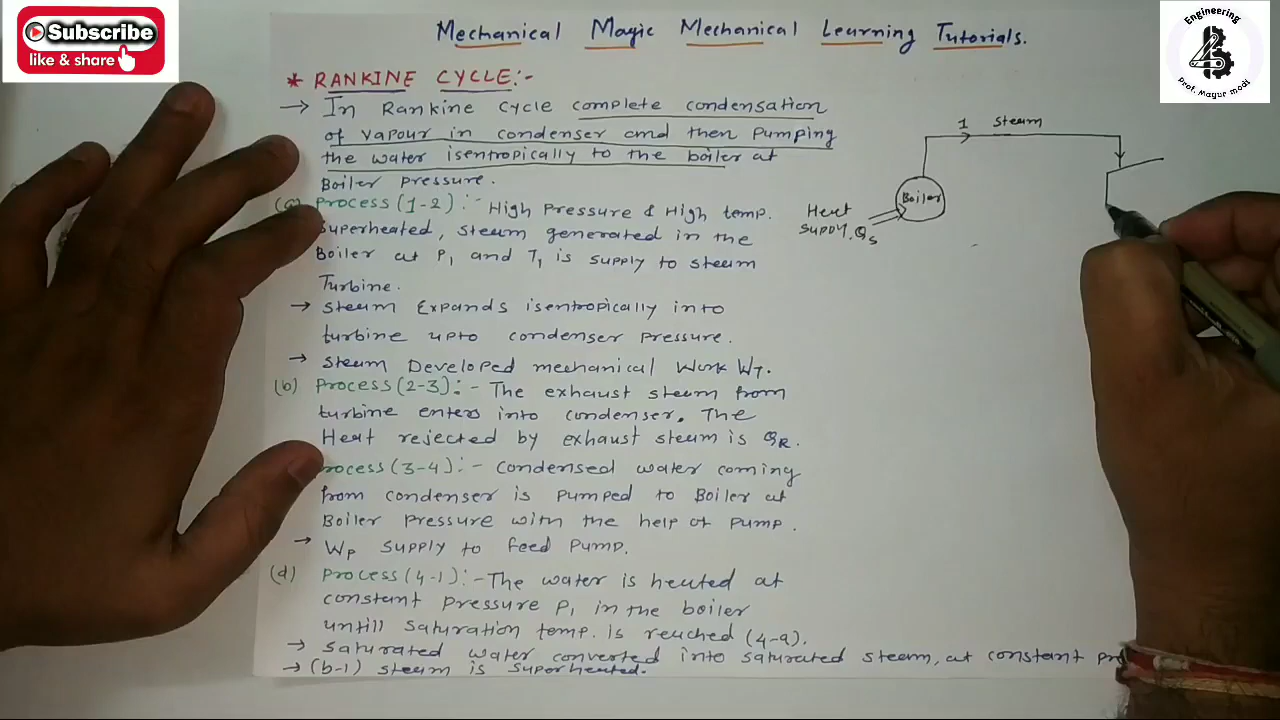 Subscribe
like & share
Engineering
Prof. Mayur modi
Mechanical Magic Mechanical Learning Tutorials.
* RANKINE CYCLE:-
→ In Rankine cycle complete condensation
of vapour in condenser and then pumping
the water isentropically to the boiler at
Boiler pressure.
(a) Process (1-2):- High Pressure & High temp.
superheated, steam generated in the
Boiler at P1 and T1 is supply to steam
Turbine.
→ steam Expands isentropically into
turbine upto condenser pressure.
→ Steam Developed mechanical Work WT.
(b) Process (2-3):- The exhaust steam from
turbine enters into condenser. The
Heat rejected by exhaust steam is QR.
rocess (3-4):- Condensed water coming
from condenser is pumped to Boiler at
Boiler pressure with the help of pump.
→ WP supply to feed pump.
(d) Process (4-1):- The water is heated at
constant pressure P1 in the boiler
untill saturation temp. is reached (4-a).
→ saturated water converted into saturated steam, at constant
→ (b-1) steam is superheated.
1 steam
Boiler
Heat
supply, Qs